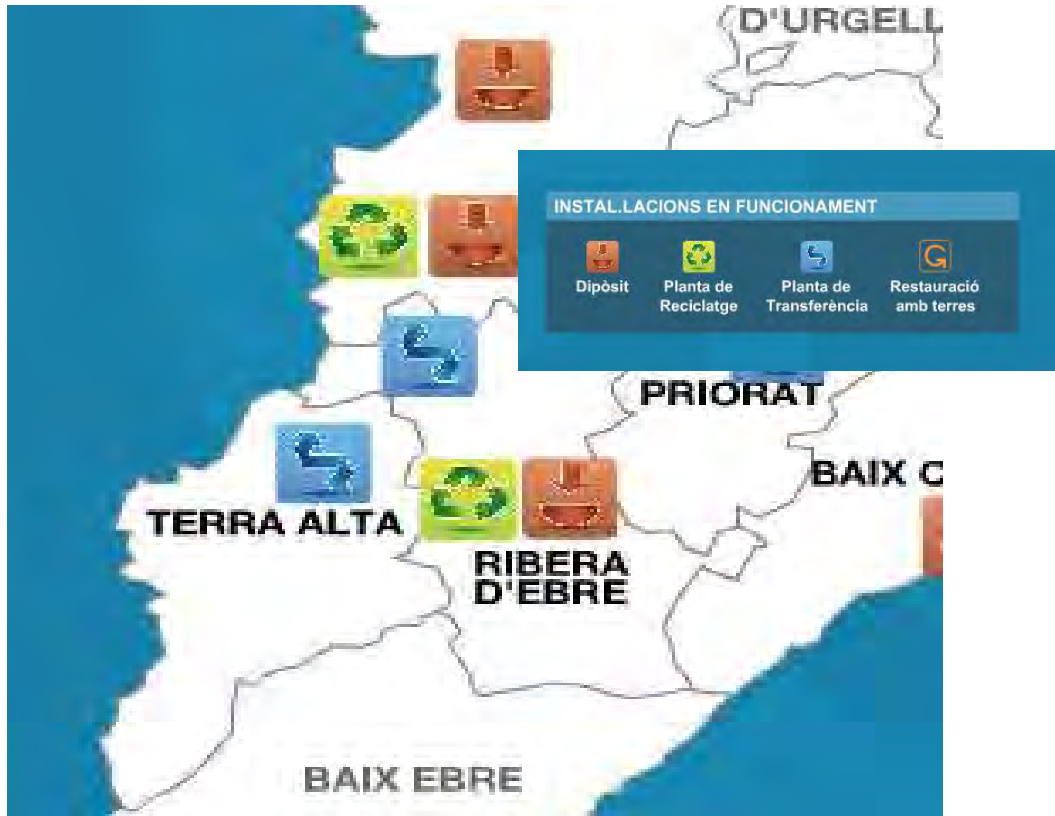 D'URGELL
INSTAL.LACIONS EN FUNCIONAMENT
Dipòsit
Planta de
Reciclatge
Planta de
Transferència
Restauració
amb terres
PRIORAT
BAIX C
TERRA ALTA
RIBERA
D'EBRE
BAIX EBRE